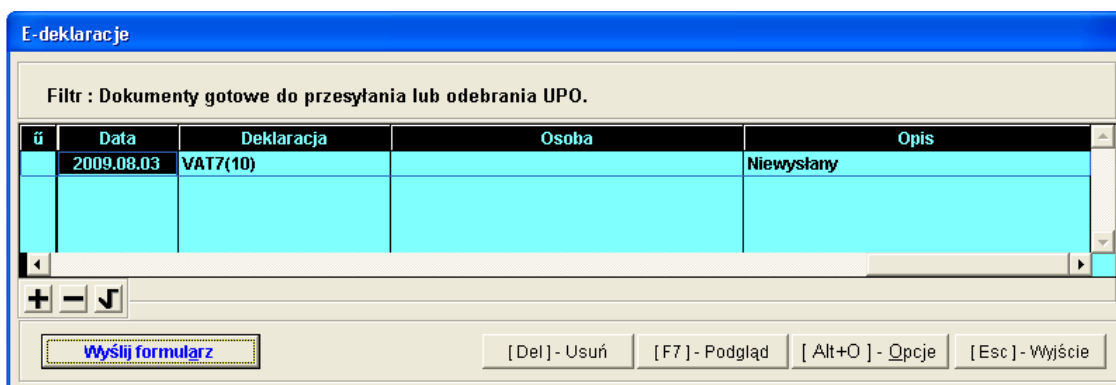 E-deklaracje
Filtr : Dokumenty gotowe do przesyłania lub odebrania UPO.
ű Data Deklaracja Osoba Opis
2009.08.03 VAT7(10) Niewysłany
Wyślij formularz [ Del ] - Usuń [ F7 ] - Podgląd [ Alt+O ] - Opcje [ Esc ] - Wyjście